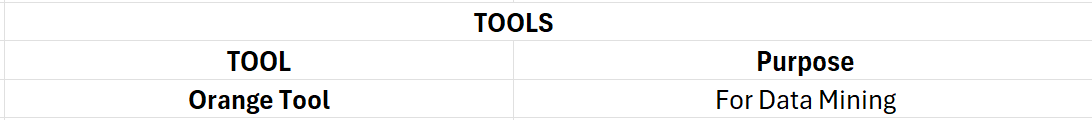 TOOLS
TOOL Purpose
Orange Tool For Data Mining